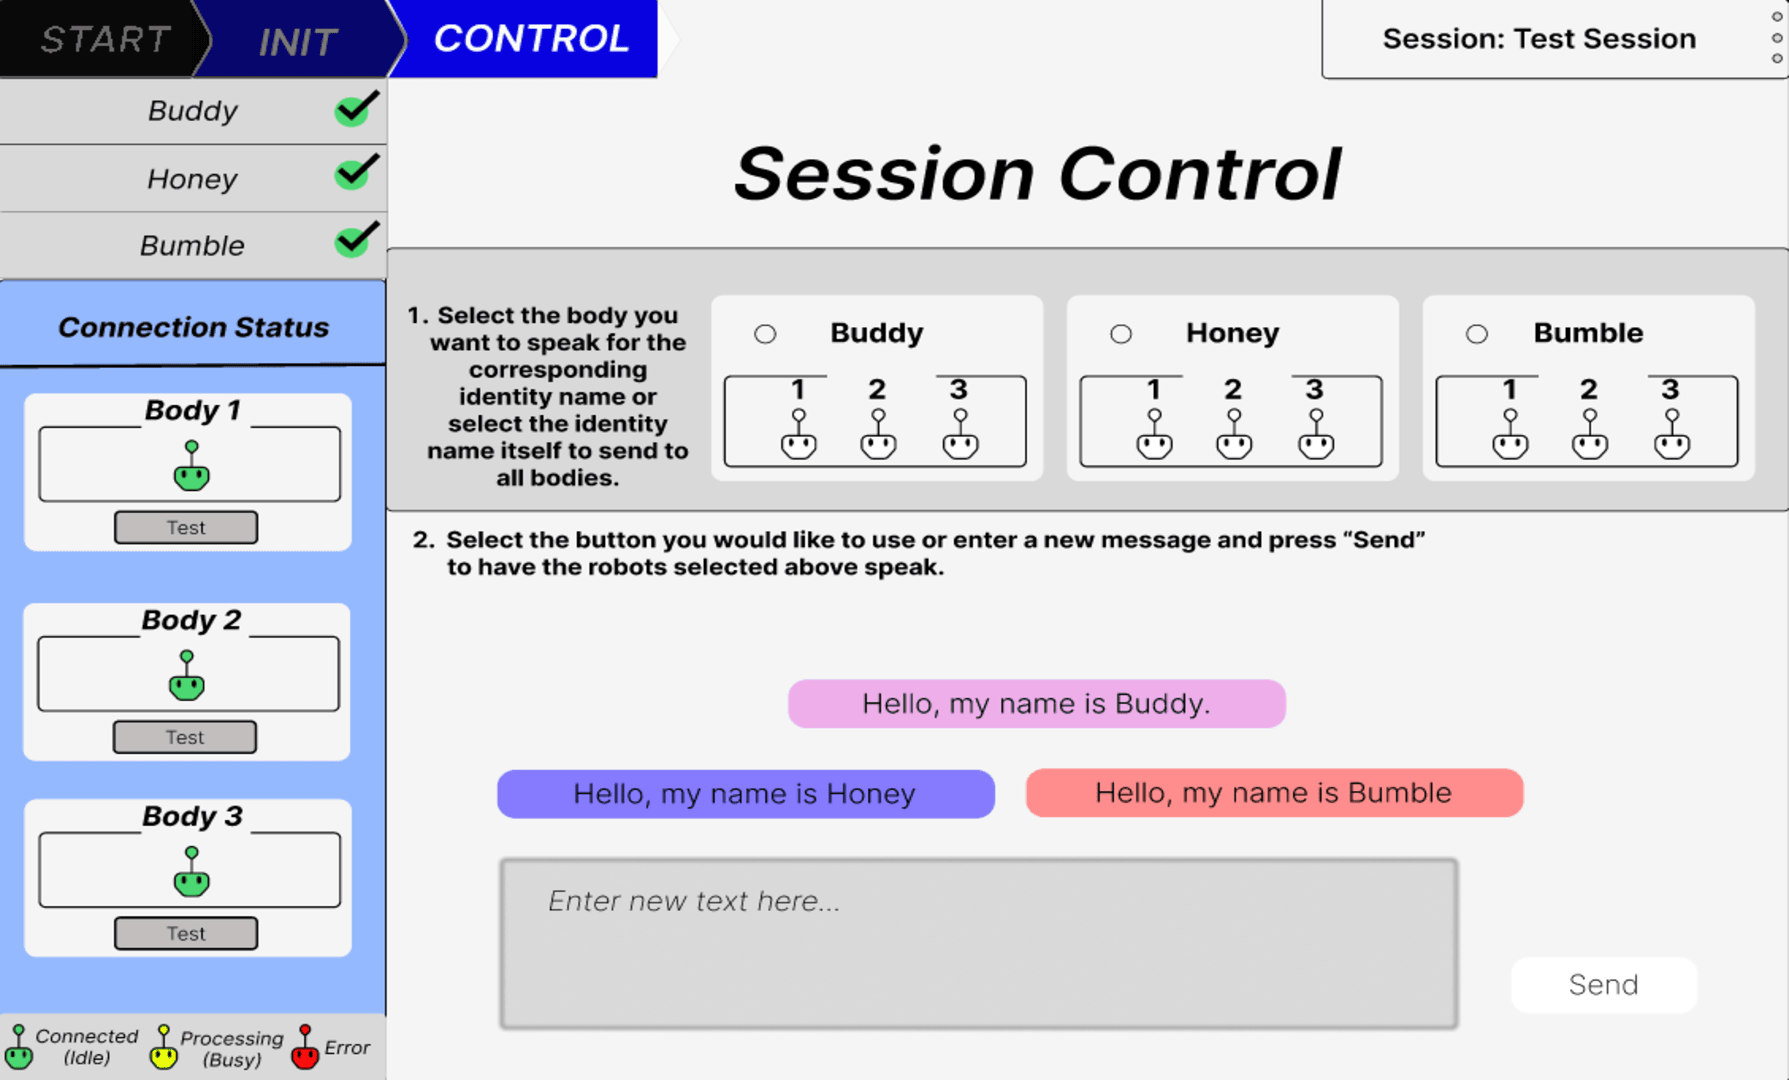 START
INIT
CONTROL
Session: Test Session
Buddy
Honey
Bumble
Connection Status
Body 1
Test
Body 2
Test
Body 3
Test
Connected
(Idle)
Processing
(Busy)
Error
Session Control
1. Select the body you
want to speak for the
corresponding
identity name or
select the identity
name itself to send to
all bodies.
Buddy
1 2 3
Honey
1 2 3
Bumble
1 2 3
2. Select the button you would like to use or enter a new message and press “Send”
to have the robots selected above speak.
Hello, my name is Buddy.
Hello, my name is Honey
Hello, my name is Bumble
Enter new text here...
Send